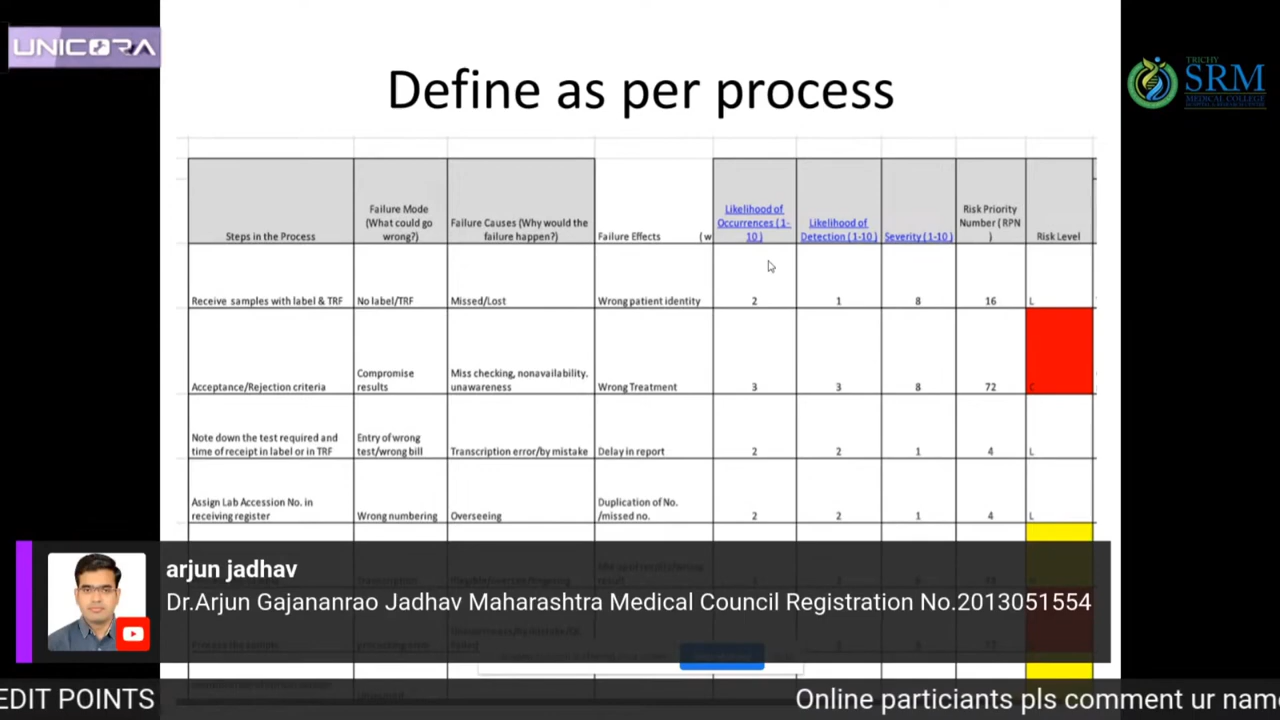 UNICORA
TRICHY
SRM
MEDICAL COLLEGE
HOSPITAL & RESEARCH CENTRE
Define as per process
Steps in the Process
Failure Mode
(What could go
wrong?)
Failure Causes (Why would the
failure happen?)
Failure Effects (w
Likelihood of
Occurrences (1-
10 )
Likelihood of
Detection (1-10)
Severity (1-10)
Risk Priority
Number ( RPN
)
Risk Level
Receive samples with label & TRF No label/TRF Missed/Lost Wrong patient identity 2 1 8 16 L
Acceptance/Rejection criteria
Compromise
results
Miss checking, nonavailability.
unawareness
Wrong Treatment 3 3 8 72 C
Note down the test required and
time of receipt in label or in TRF
Entry of wrong
test/wrong bill
Transcription error/by mistake Delay in report 2 2 1 4 L
Assign Lab Accession No. in
receiving register
Wrong numbering Overseeing
Duplication of No.
/missed no.
2 2 1 4 L
arjun jadhav
Dr.Arjun Gajananrao Jadhav Maharashtra Medical Council Registration No.2013051554
Process the sample
EDIT POINTS Online particiants pls comment ur name